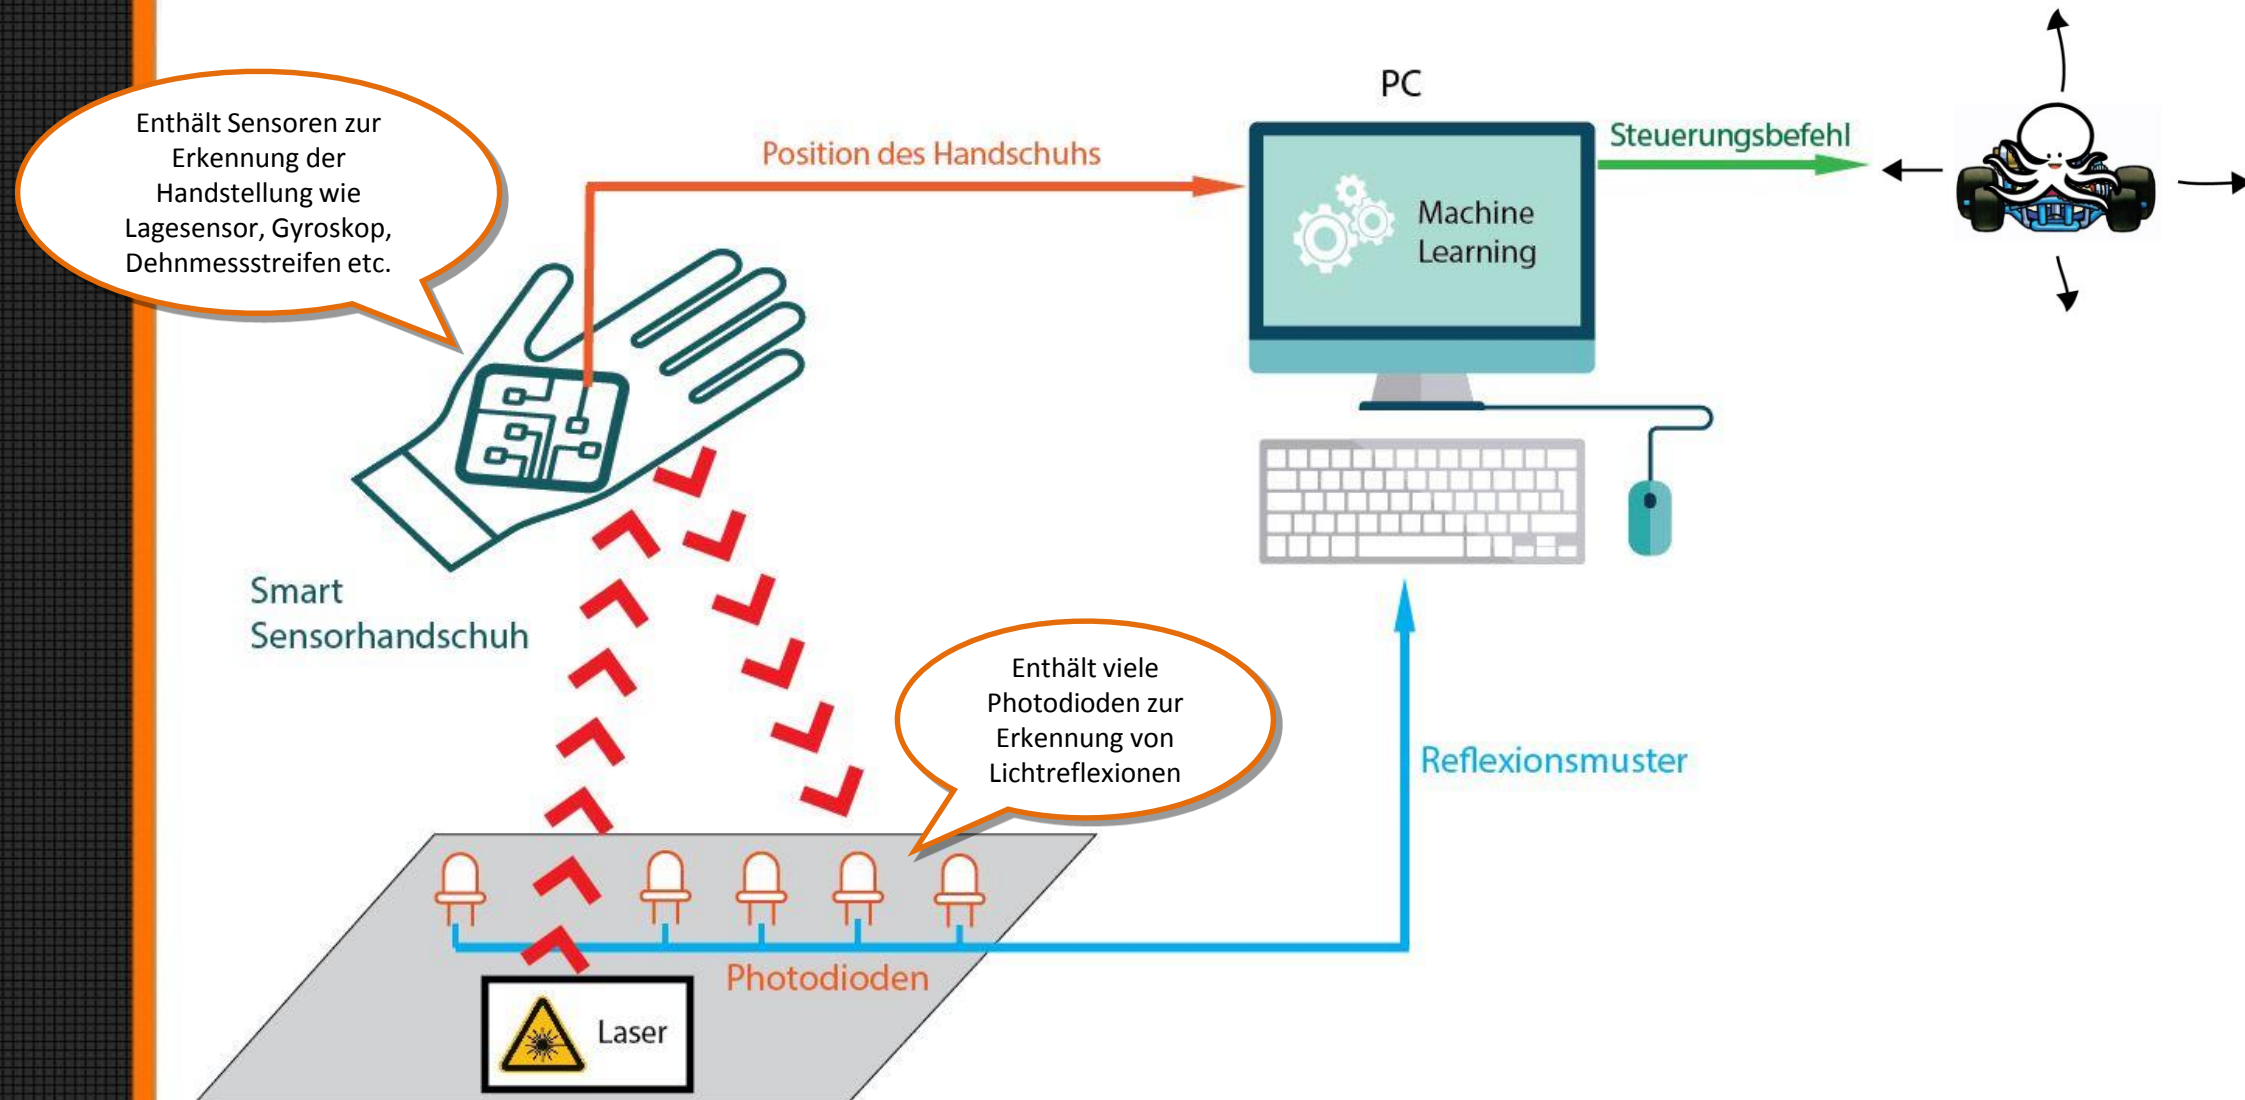 Enthält Sensoren zur
Erkennung der
Handstellung wie
Lagesensor, Gyroskop,
Dehnmessstreifen etc.
Position des Handschuhs
PC
Machine
Learning
Steuerungsbefehl
Smart
Sensorhandschuh
Enthält viele
Photodioden zur
Erkennung von
Lichtreflexionen
Reflexionsmuster
Photodioden
Laser